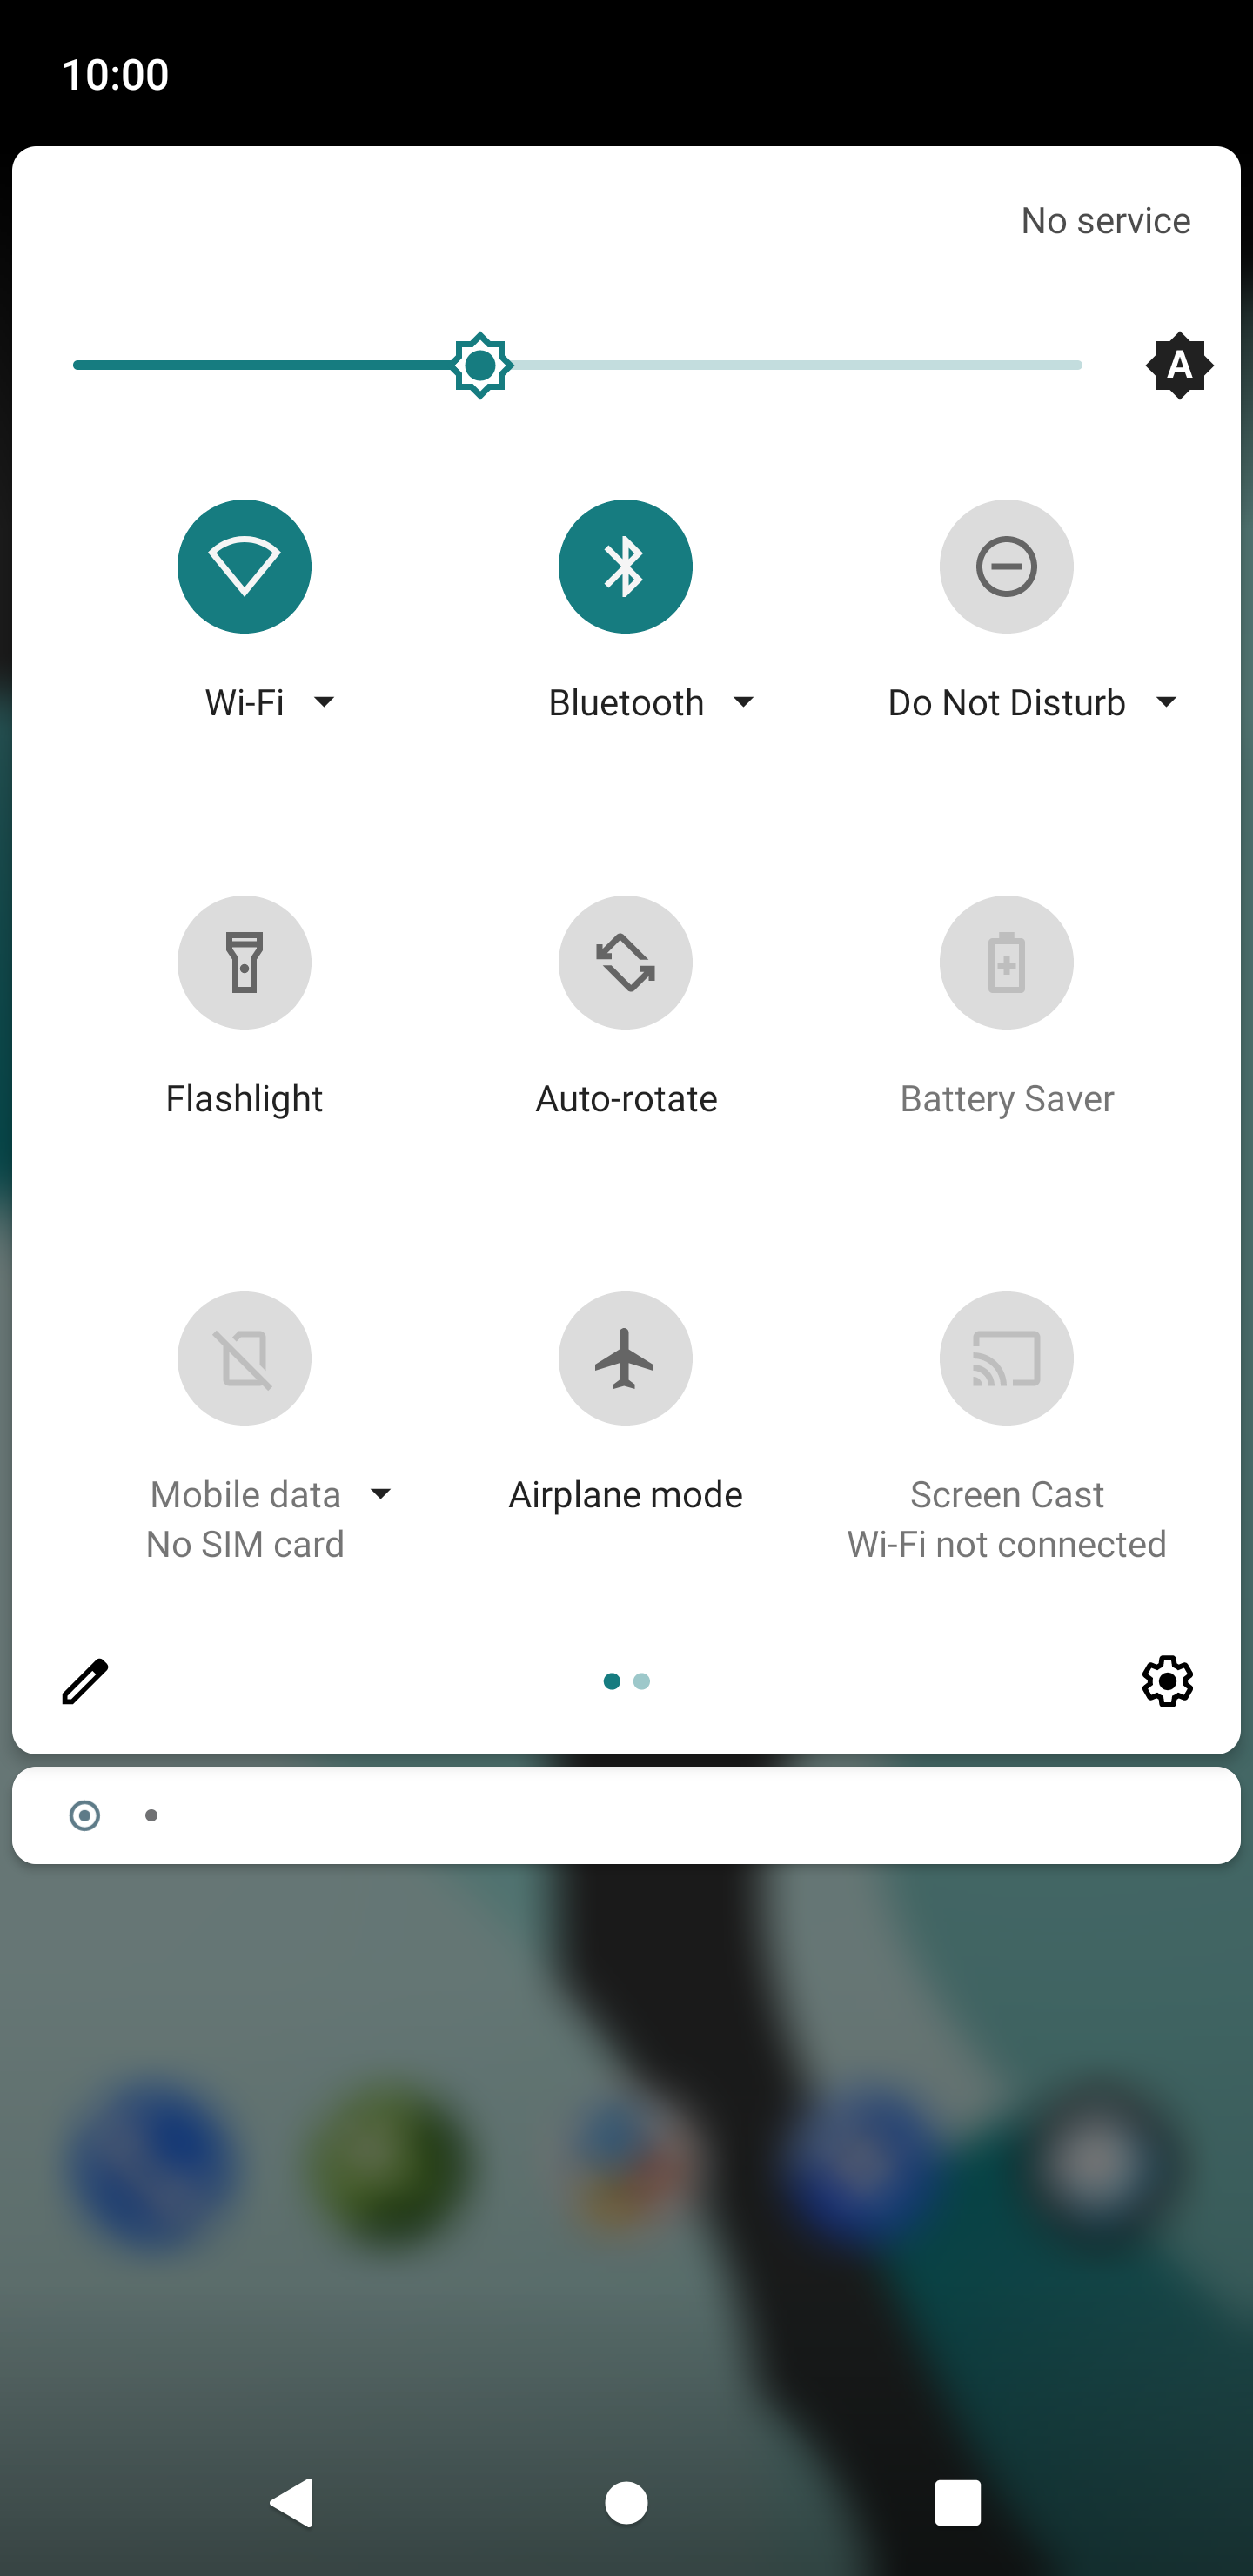 10:00
No service
A
Wi-Fi
Bluetooth
Do Not Disturb
Flashlight
Auto-rotate
Battery Saver
Mobile data
No SIM card
Airplane mode
Screen Cast
Wi-Fi not connected